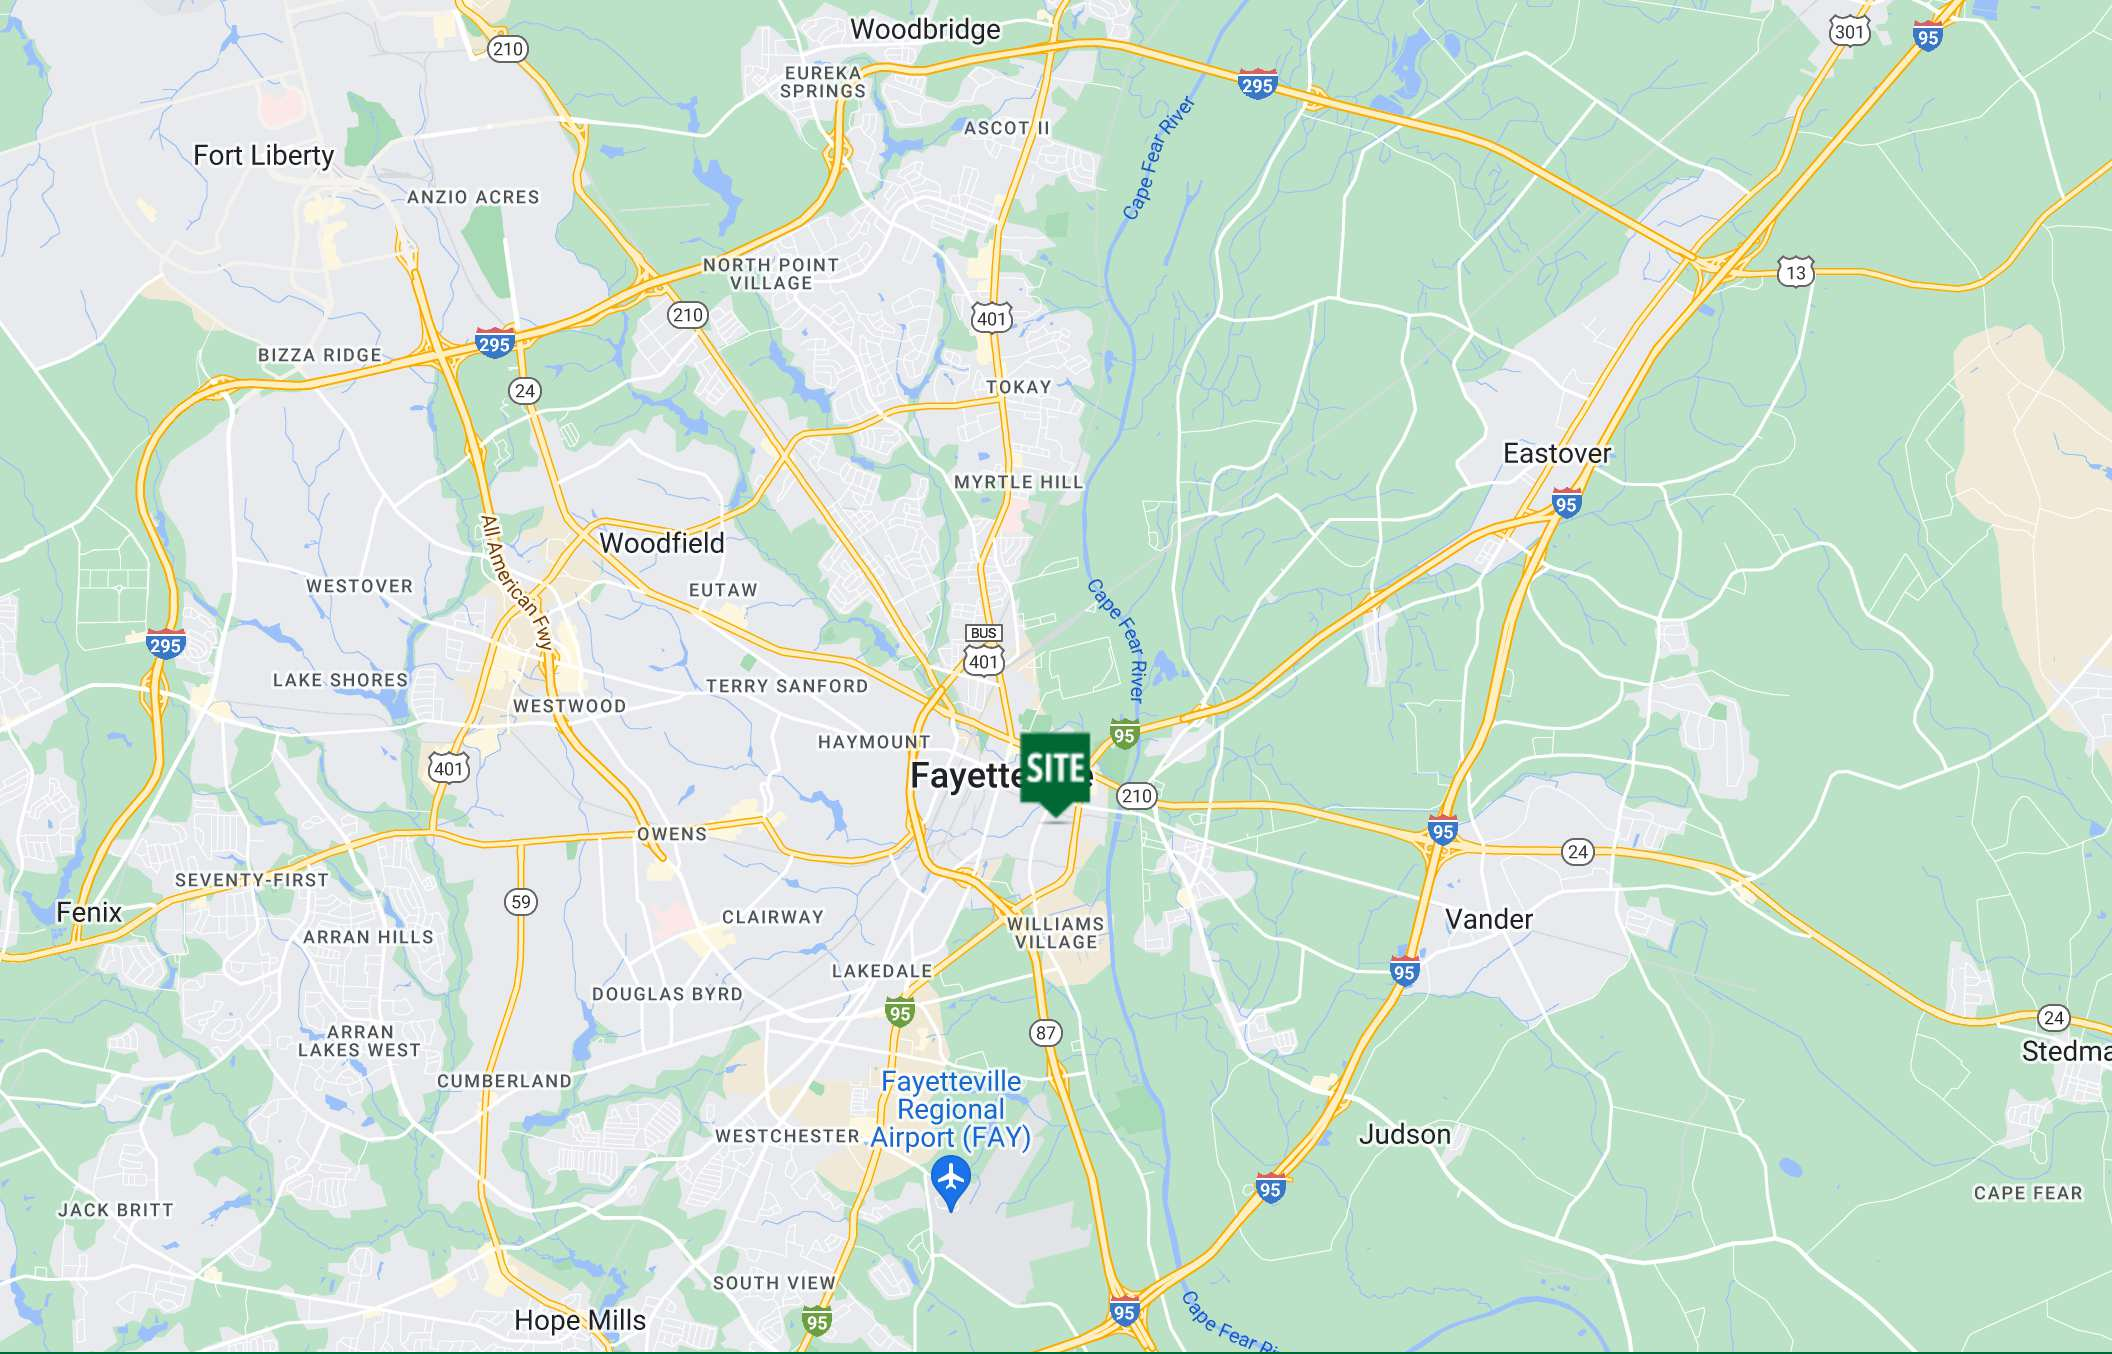 Woodbridge
301
95
210
EUREKA
SPRINGS
295
ASCOT II
Cape Fear River
Fort Liberty
ANZIO ACRES
NORTH POINT
VILLAGE
13
210
401
295
BIZZA RIDGE
24
TOKAY
Eastover
MYRTLE HILL
95
All American Fwy
Woodfield
WESTOVER
EUTAW
Cape Fear River
BUS
401
295
LAKE SHORES
TERRY SANFORD
WESTWOOD
95
HAYMOUNT
401
Fayette
SITE
e
210
OWENS
95
24
SEVENTY-FIRST
59
Fenix
CLAIRWAY
WILLIAMS
VILLAGE
Vander
ARRAN HILLS
LAKEDALE
95
DOUGLAS BYRD
95
24
87
ARRAN
LAKES WEST
Stedma
CUMBERLAND
Fayetteville
Regional
Airport (FAY)
WESTCHESTER
Judson
95
CAPE FEAR
JACK BRITT
SOUTH VIEW
95
Hope Mills
95
Cape Fear Ri